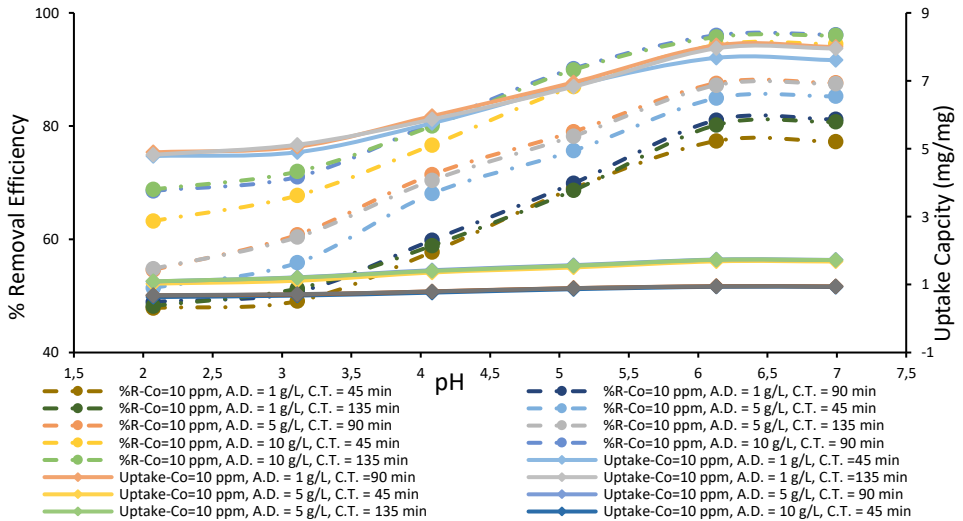 100
9
80
7
5
60
3
1
40
-1
% Removal Efficiency
Uptake Capcity (mg/mg)
1,5 2 2,5 3 3,5 4 4,5 5 5,5 6 6,5 7 7,5
pH
%R-Co=10 ppm, A.D. = 1 g/L, C.T. = 45 min
%R-Co=10 ppm, A.D. = 1 g/L, C.T. = 90 min
%R-Co=10 ppm, A.D. = 1 g/L, C.T. = 135 min
%R-Co=10 ppm, A.D. = 5 g/L, C.T. = 45 min
%R-Co=10 ppm, A.D. = 5 g/L, C.T. = 90 min
%R-Co=10 ppm, A.D. = 5 g/L, C.T. = 135 min
%R-Co=10 ppm, A.D. = 10 g/L, C.T. = 45 min
%R-Co=10 ppm, A.D. = 10 g/L, C.T. = 90 min
%R-Co=10 ppm, A.D. = 10 g/L, C.T. = 135 min
Uptake-Co=10 ppm, A.D. = 1 g/L, C.T. =45 min
Uptake-Co=10 ppm, A.D. = 1 g/L, C.T. =90 min
Uptake-Co=10 ppm, A.D. = 1 g/L, C.T. =135 min
Uptake-Co=10 ppm, A.D. = 5 g/L, C.T. = 45 min
Uptake-Co=10 ppm, A.D. = 5 g/L, C.T. = 90 min
Uptake-Co=10 ppm, A.D. = 5 g/L, C.T. = 135 min
Uptake-Co=10 ppm, A.D. = 10 g/L, C.T. = 45 min